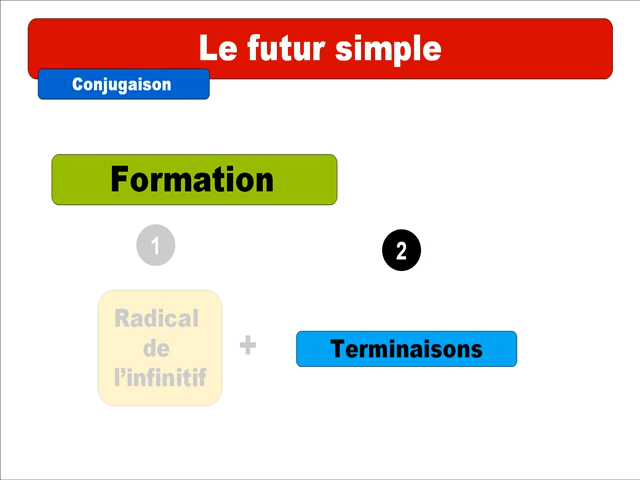 Le futur simple
Conjugaison
Formation
1
2
Radical
de
l'infinitif
+
Terminaisons